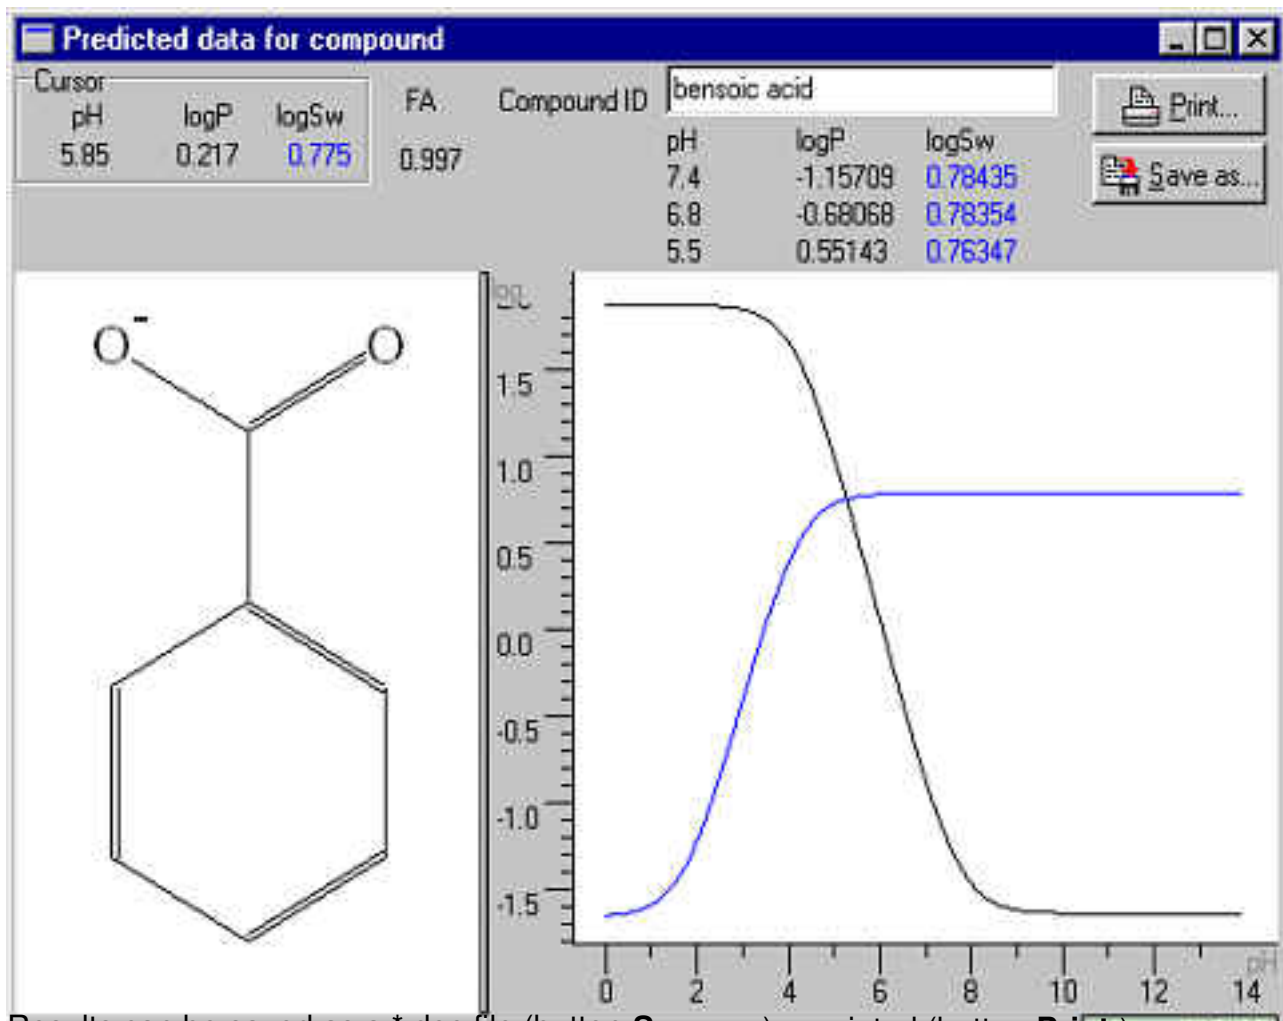 Predicted data for compound
Cursor
pH logP logSw
5.85 0.217 0.775
FA
0.997
Compound ID bensoic acid
pH logP logSw
7.4 -1.15709 0.78435
6.8 -0.68068 0.78354
5.5 0.55143 0.76347
Print...
Save as...
O-
O
log
1.5
1.0
0.5
0.0
-0.5
-1.0
-1.5
pH
0 2 4 6 8 10 12 14